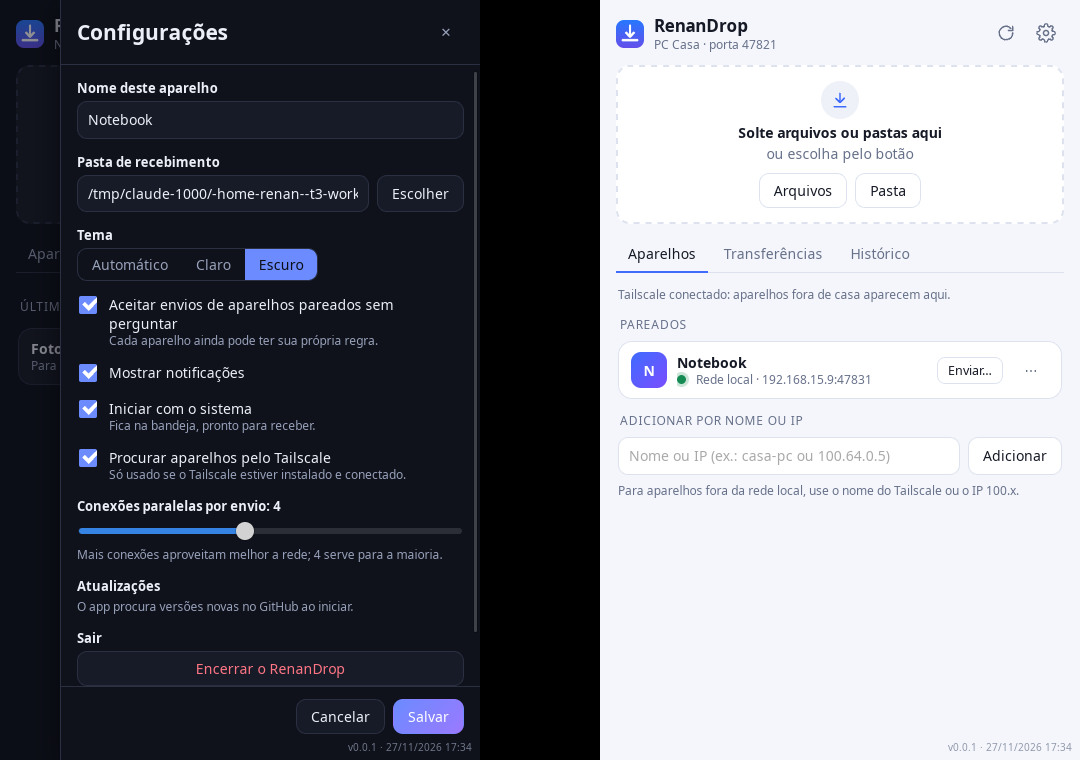 Configurações
×
Nome deste aparelho
Notebook
Pasta de recebimento
/tmp/claude-1000/-home-renan--t3-work
Escolher
Tema
Automático
Claro
Escuro
Aceitar envios de aparelhos pareados sem
perguntar
Cada aparelho ainda pode ter sua própria regra.
Mostrar notificações
Iniciar com o sistema
Fica na bandeja, pronto para receber.
Procurar aparelhos pelo Tailscale
Só usado se o Tailscale estiver instalado e conectado.
Conexões paralelas por envio: 4
Mais conexões aproveitam melhor a rede; 4 serve para a maioria.
Atualizações
O app procura versões novas no GitHub ao iniciar.
Sair
Encerrar o RenanDrop
Cancelar
Salvar
v0.0.1 · 27/11/2026 17:34
Apar
ÚLTIM
Foto
Para
RenanDrop
PC Casa · porta 47821
Solte arquivos ou pastas aqui
ou escolha pelo botão
Arquivos
Pasta
Aparelhos
Transferências
Histórico
Tailscale conectado: aparelhos fora de casa aparecem aqui.
PAREADOS
N
Notebook
Rede local · 192.168.15.9:47831
Enviar...
···
ADICIONAR POR NOME OU IP
Nome ou IP (ex.: casa-pc ou 100.64.0.5)
Adicionar
Para aparelhos fora da rede local, use o nome do Tailscale ou o IP 100.x.
v0.0.1 · 27/11/2026 17:34